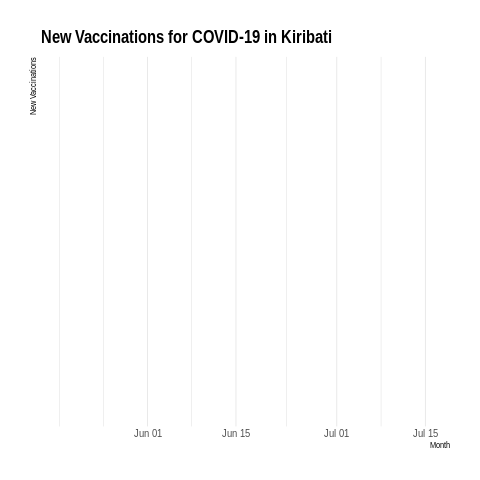 New Vaccinations for COVID-19 in Kiribati
New Vaccinations
Jun 01 Jun 15 Jul 01 Jul 15
Month